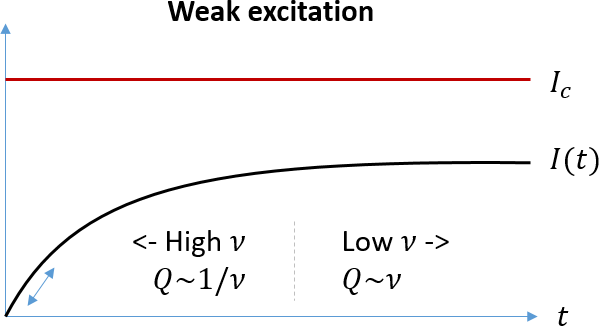 Weak excitation
I_c
I(t)
<- High ν Low ν ->
Q~1/ν Q~ν
t